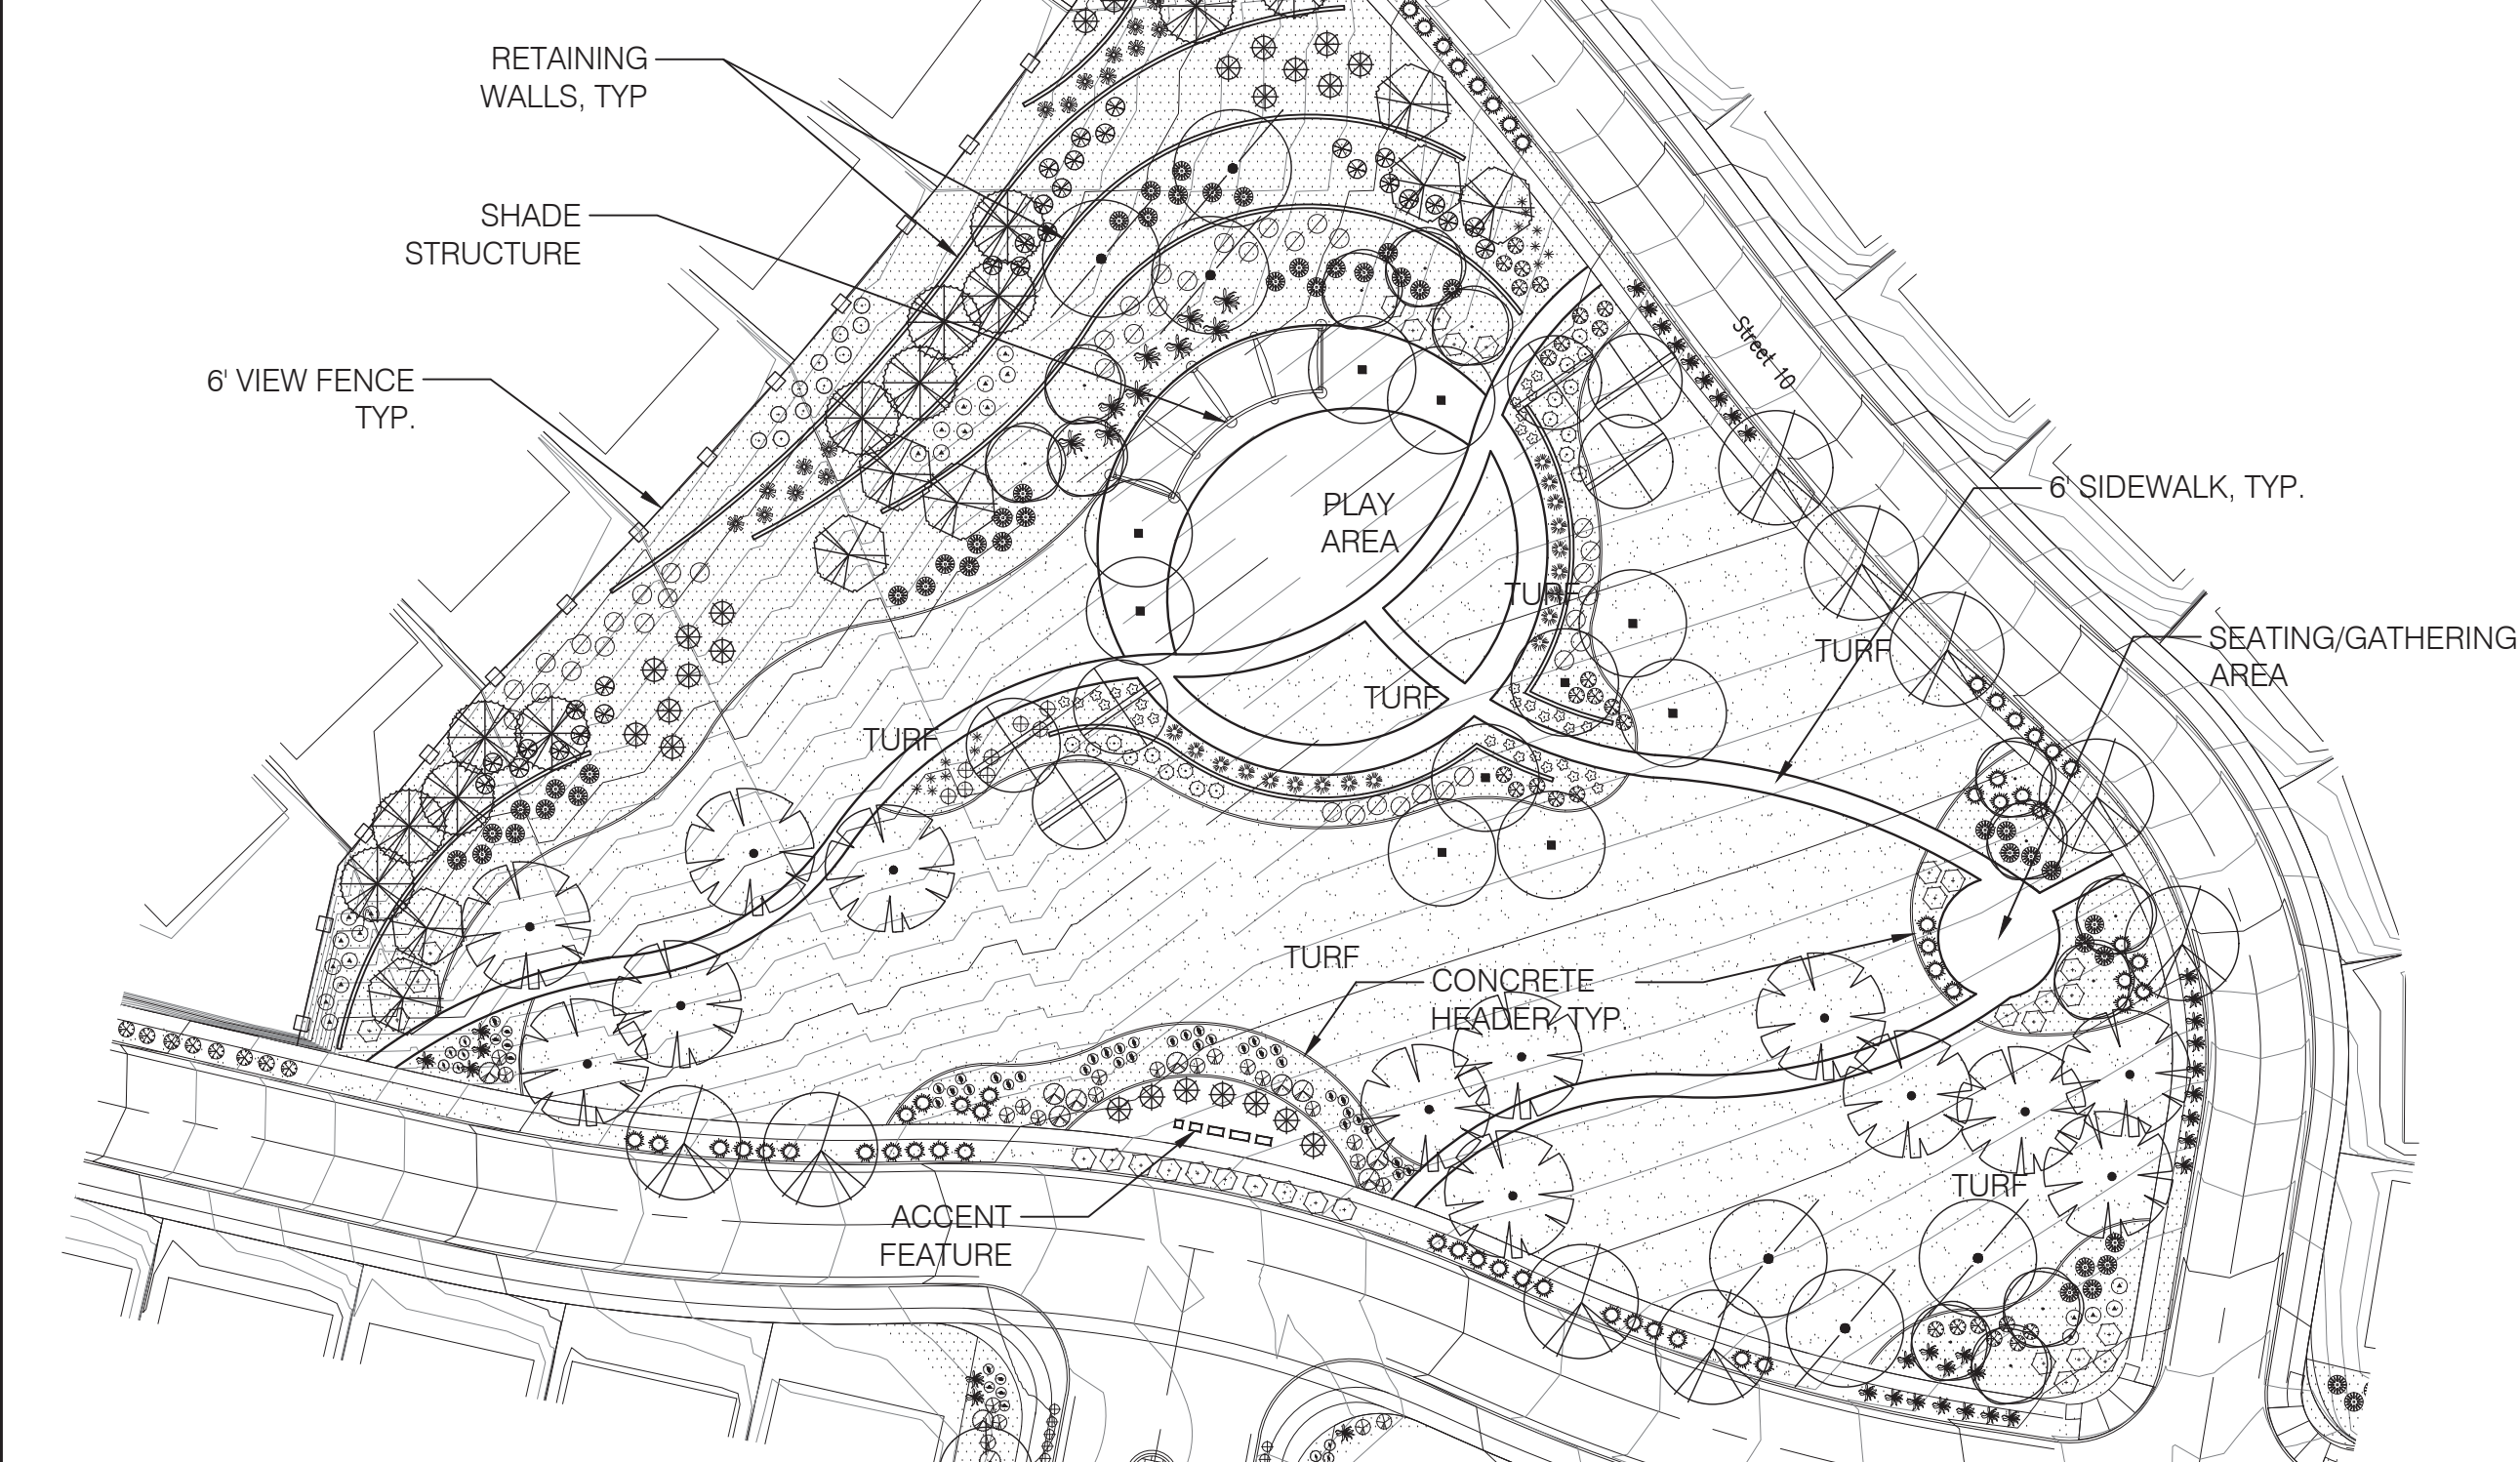 RETAINING
WALLS, TYP
SHADE
STRUCTURE
6' VIEW FENCE
TYP.
Street 10
PLAY
AREA
6' SIDEWALK, TYP.
TURF
TURF
SEATING/GATHERING
AREA
TURF
TURF
TURF
CONCRETE
HEADER, TYP.
TURF
ACCENT
FEATURE